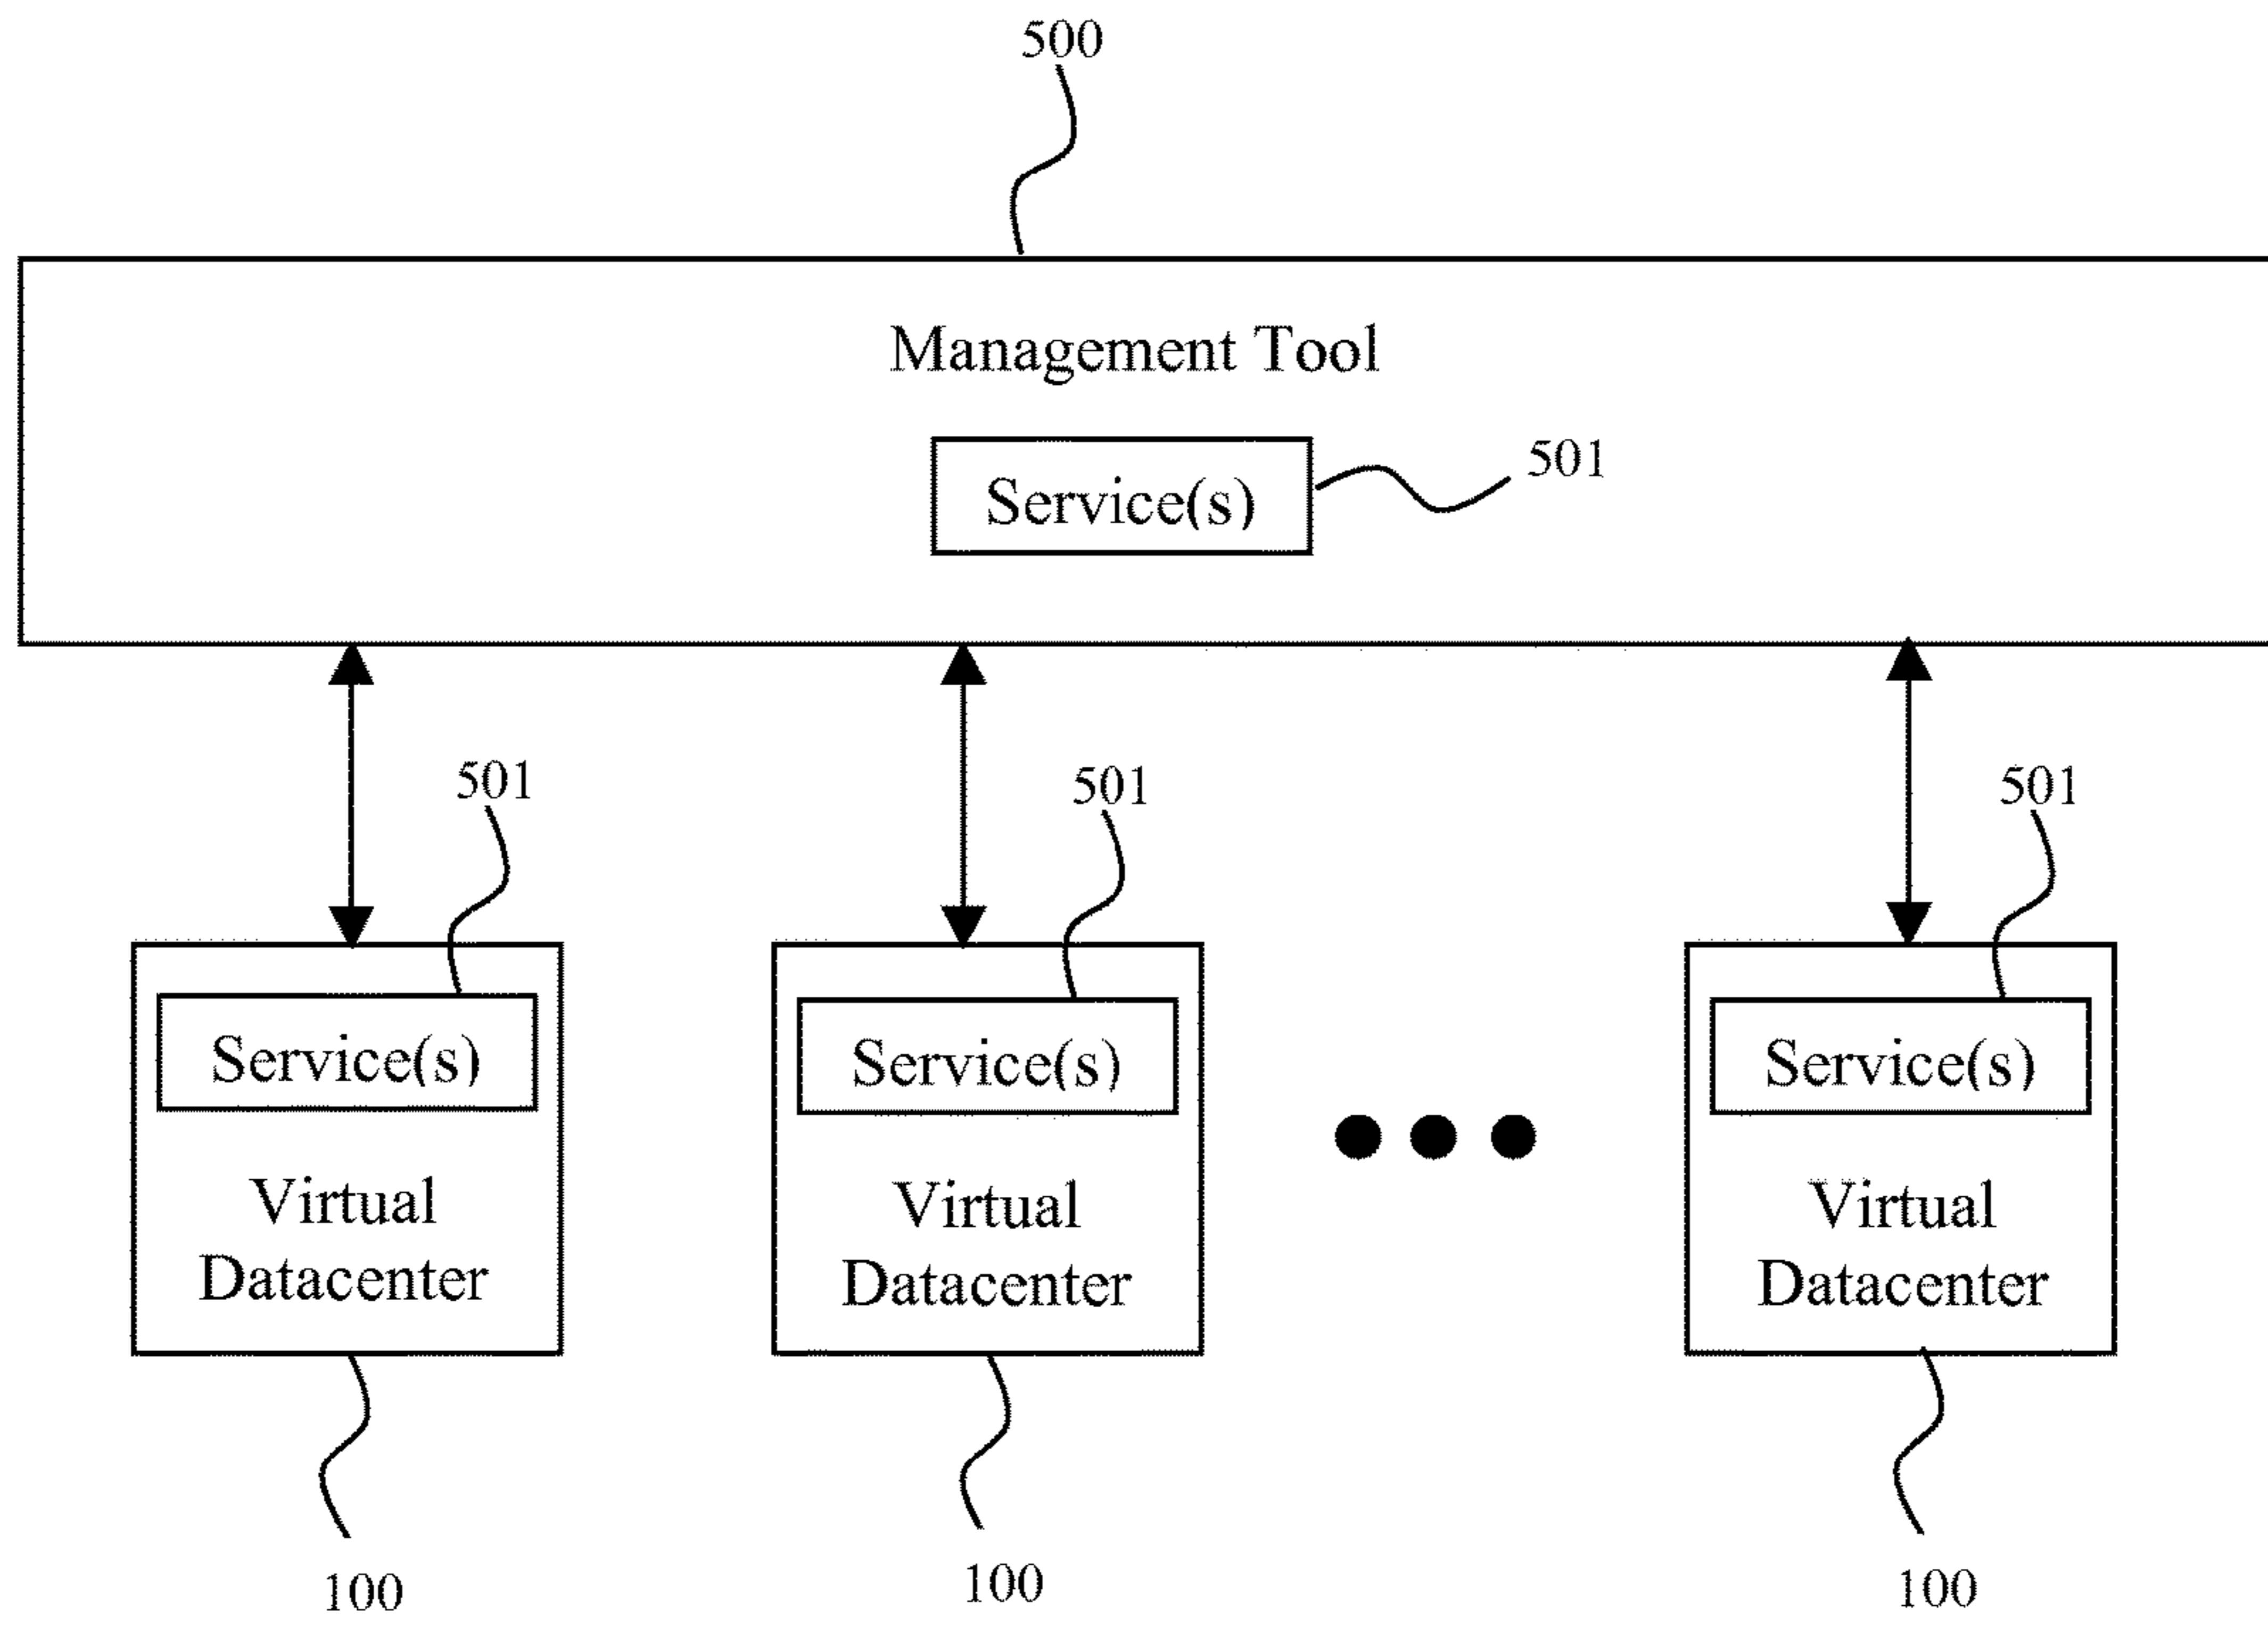 500
Management Tool
Service(s)
501
501
501
501
Service(s)
Service(s)
Service(s)
Virtual
Datacenter
Virtual
Datacenter
Virtual
Datacenter
100
100
100